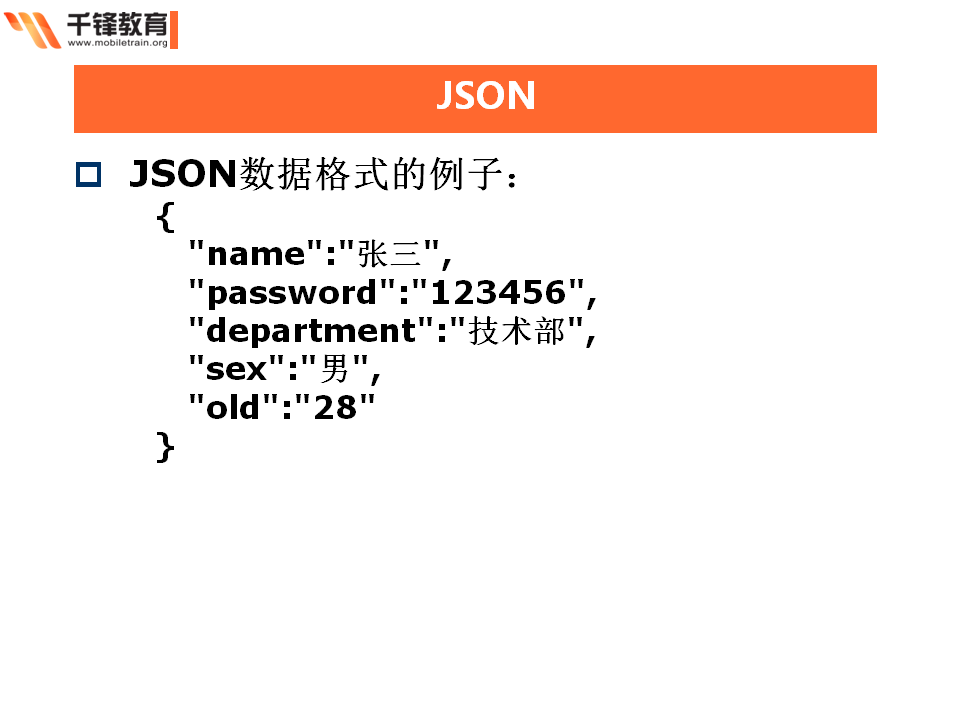 千锋教育
www.mobiletrain.org
JSON
JSON数据格式的例子：
{
"name":"张三",
"password":"123456",
"department":"技术部",
"sex":"男",
"old":"28"
}